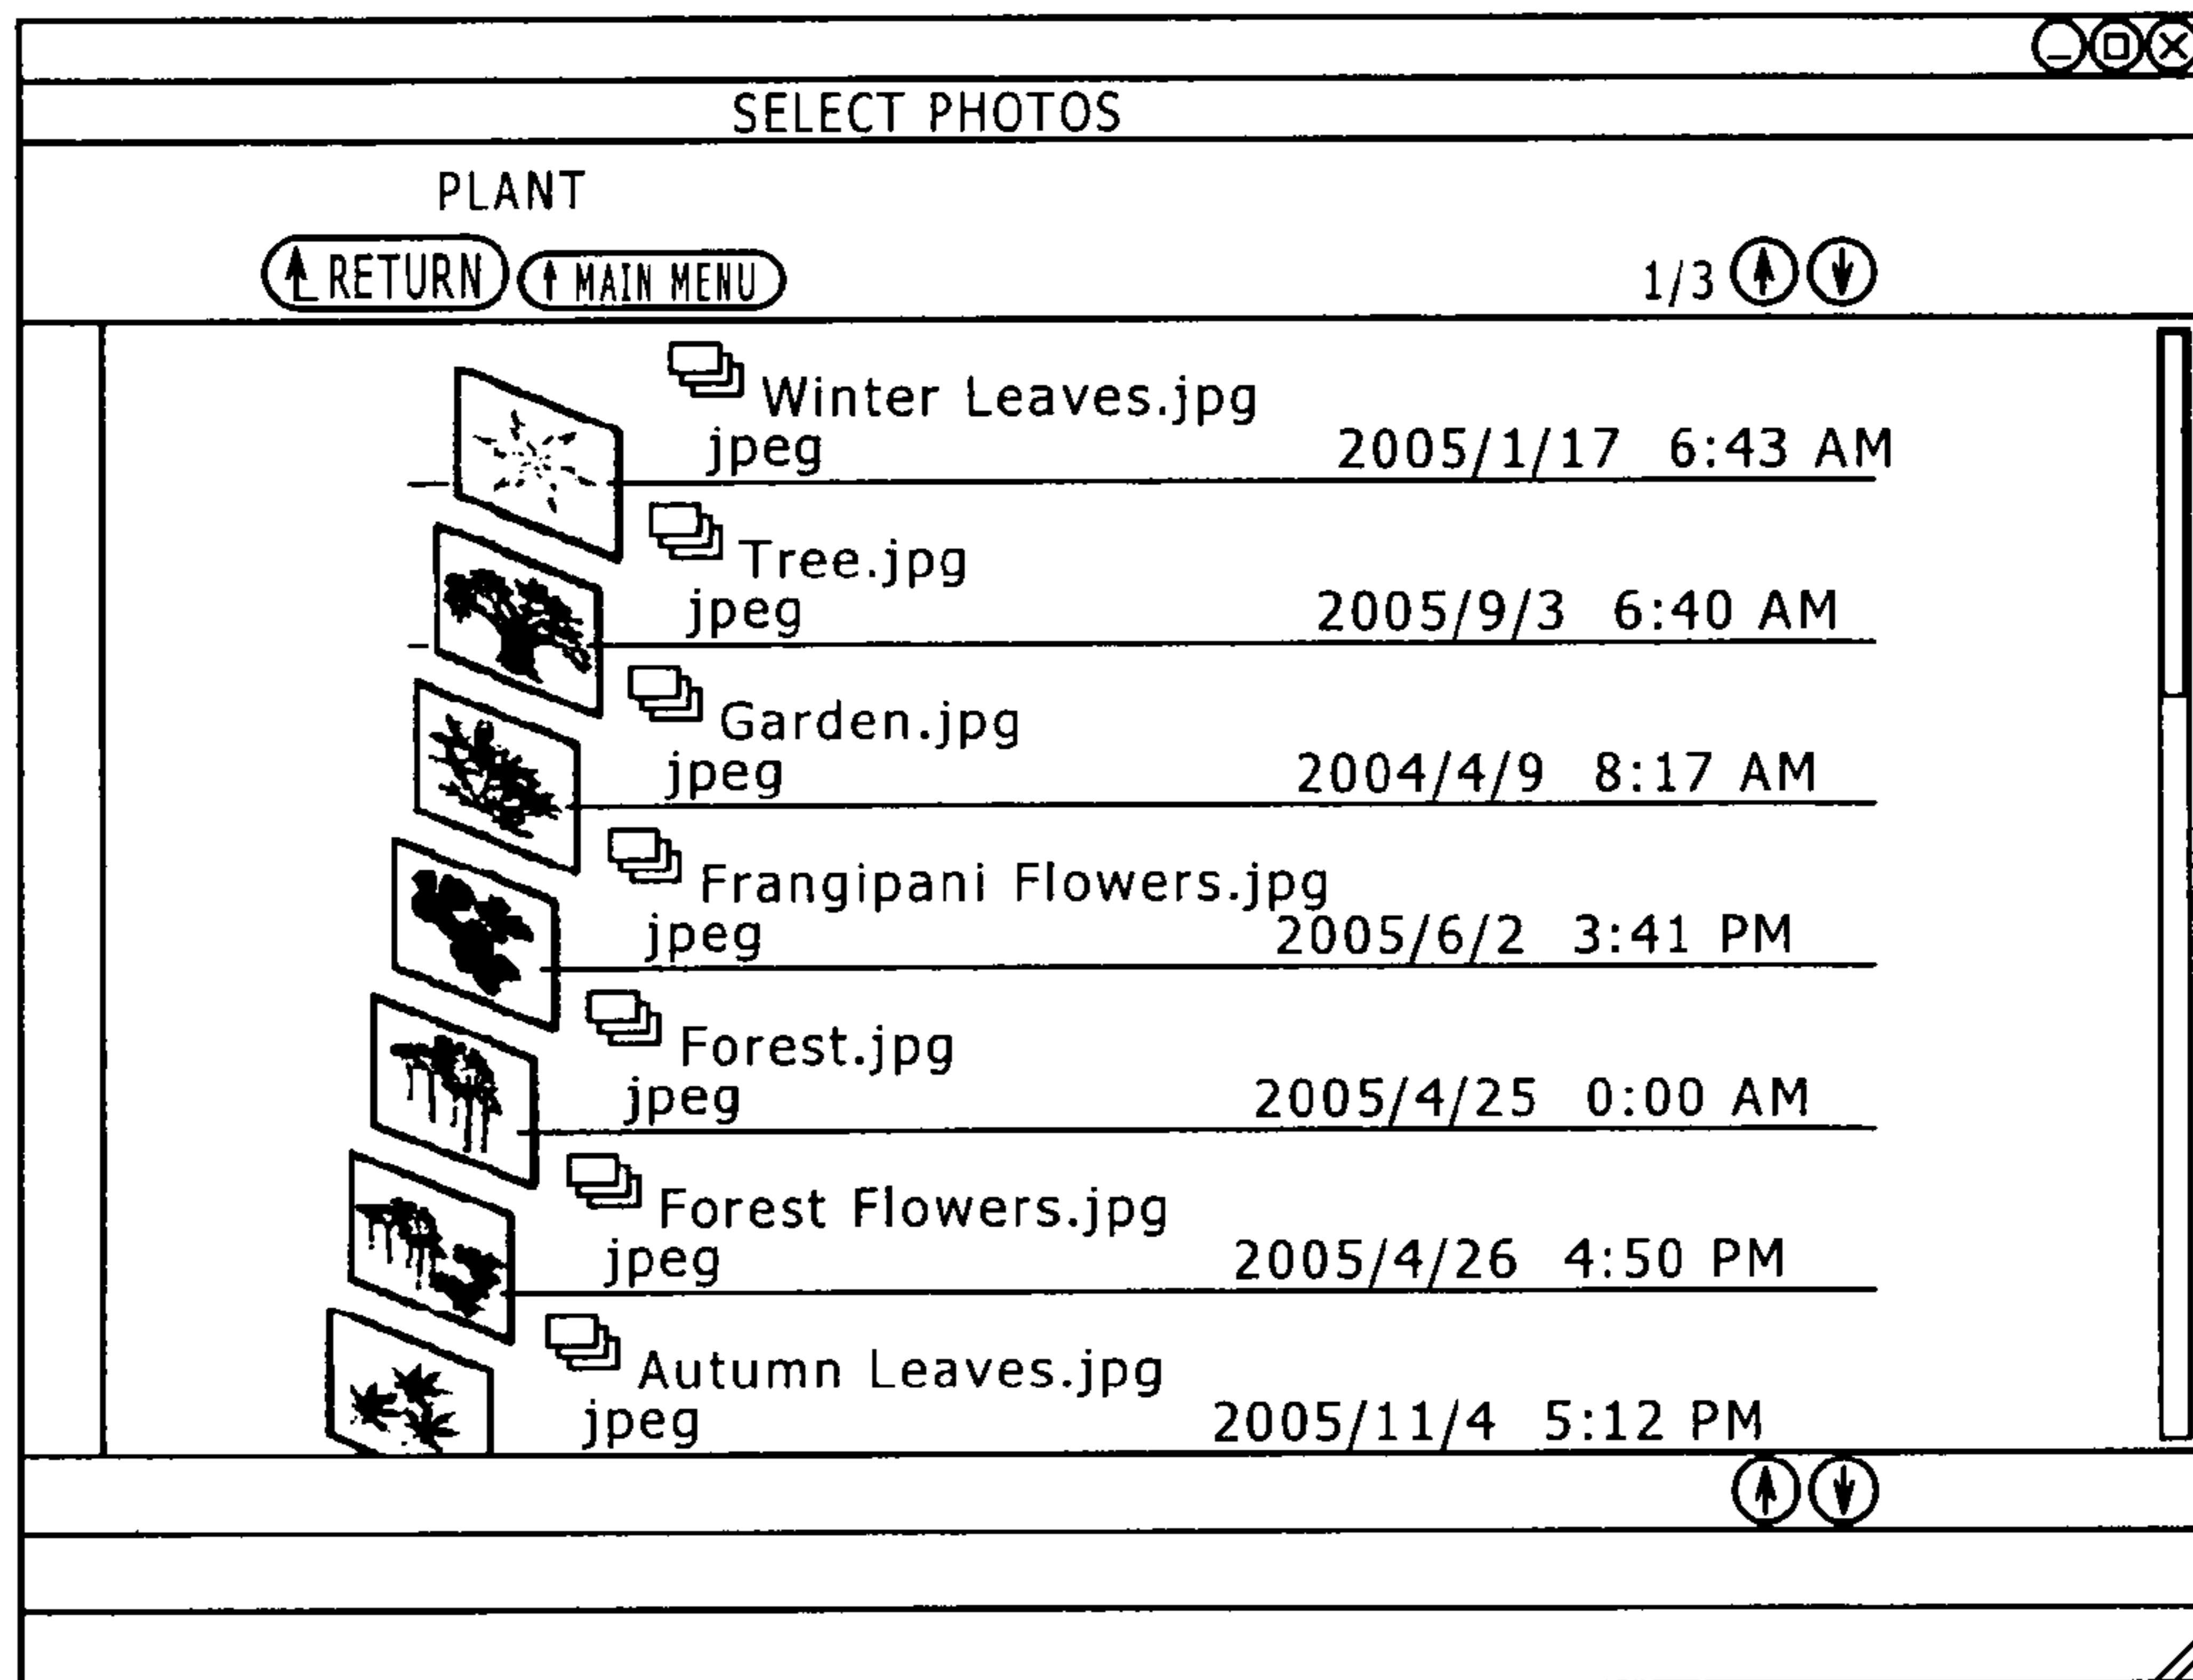 SELECT PHOTOS
PLANT
RETURN MAIN MENU 1/3
Winter Leaves.jpg
jpeg 2005/1/17 6:43 AM
Tree.jpg
jpeg 2005/9/3 6:40 AM
Garden.jpg
jpeg 2004/4/9 8:17 AM
Frangipani Flowers.jpg
jpeg 2005/6/2 3:41 PM
Forest.jpg
jpeg 2005/4/25 0:00 AM
Forest Flowers.jpg
jpeg 2005/4/26 4:50 PM
Autumn Leaves.jpg
jpeg 2005/11/4 5:12 PM